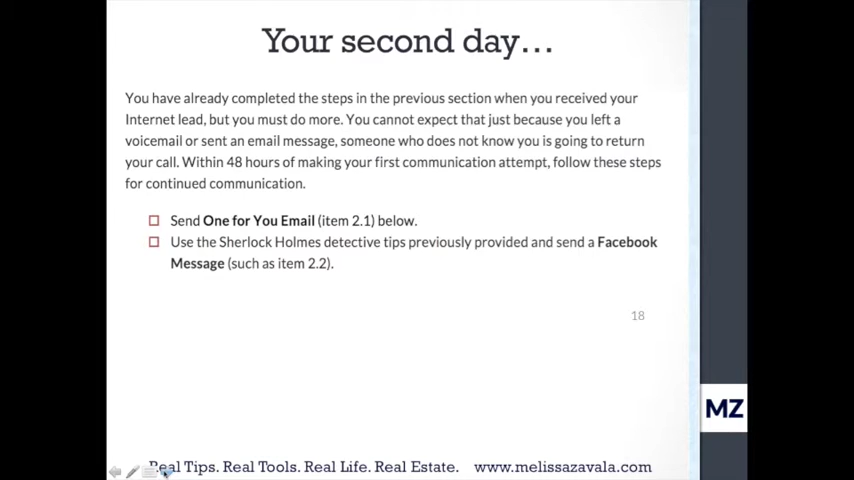 Your second day...
You have already completed the steps in the previous section when you received your
Internet lead, but you must do more. You cannot expect that just because you left a
voicemail or sent an email message, someone who does not know you is going to return
your call. Within 48 hours of making your first communication attempt, follow these steps
for continued communication.
Send One for You Email (item 2.1) below.
Use the Sherlock Holmes detective tips previously provided and send a Facebook
Message (such as item 2.2).
18
MZ
Real Tips. Real Tools. Real Life. Real Estate. www.melissazavala.com